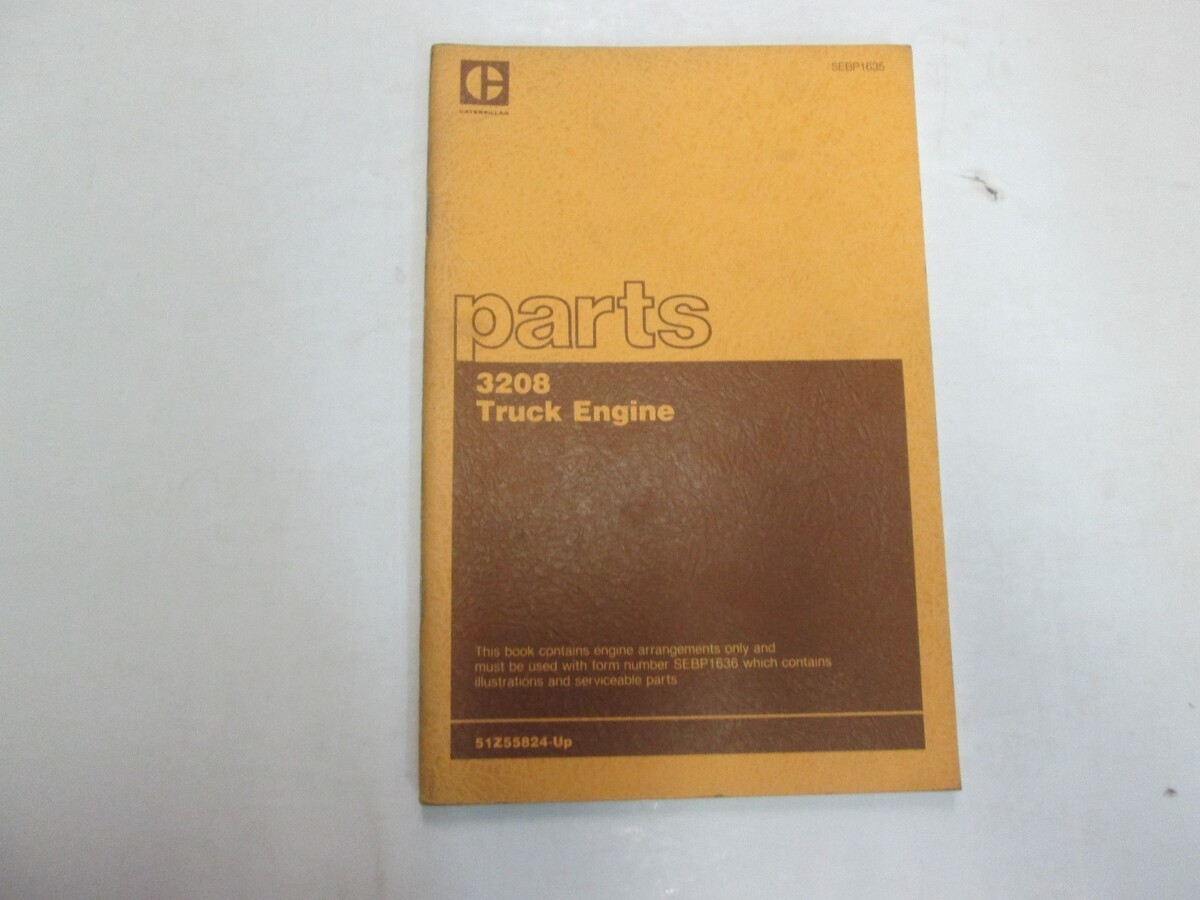 CATERPILLAR
SEBP1635
parts
3208
Truck Engine
This book contains engine arrangements only and
must be used with form number SEBP1636 which contains
illustrations and serviceable parts
51Z55824-Up